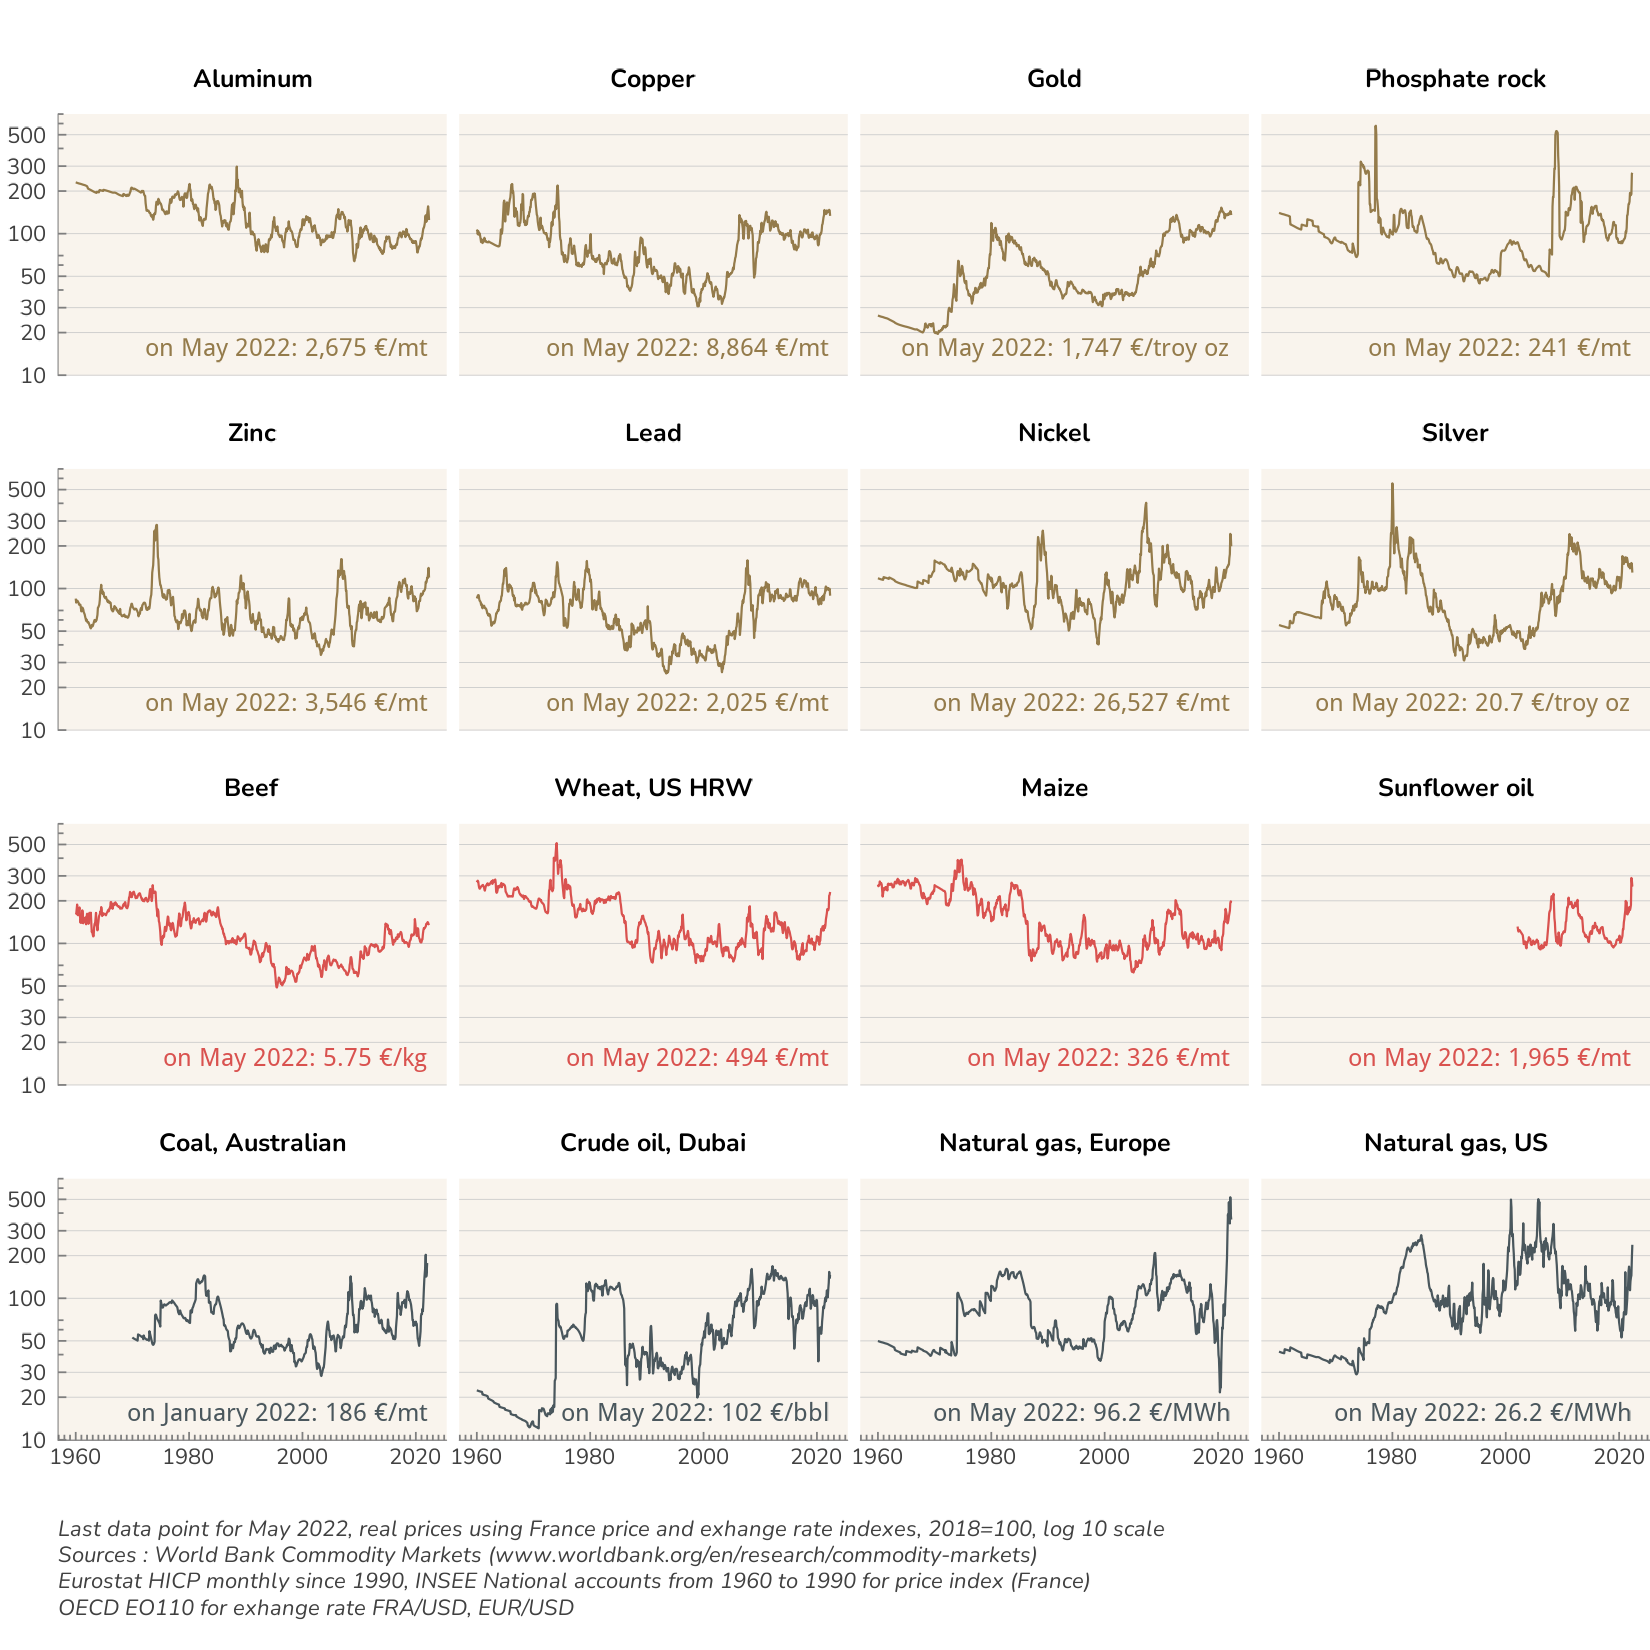 Aluminum Copper Gold Phosphate rock
500
300
200
100
50
30
20
on May 2022: 2,675 €/mt on May 2022: 8,864 €/mt on May 2022: 1,747 €/troy oz on May 2022: 241 €/mt
10
Zinc Lead Nickel Silver
500
300
200
100
50
30
20
on May 2022: 3,546 €/mt on May 2022: 2,025 €/mt on May 2022: 26,527 €/mt on May 2022: 20.7 €/troy oz
10
Beef Wheat, US HRW Maize Sunflower oil
500
300
200
100
50
30
20
on May 2022: 5.75 €/kg on May 2022: 494 €/mt on May 2022: 326 €/mt on May 2022: 1,965 €/mt
10
Coal, Australian Crude oil, Dubai Natural gas, Europe Natural gas, US
500
300
200
100
50
30
20
on January 2022: 186 €/mt on May 2022: 102 €/bbl on May 2022: 96.2 €/MWh on May 2022: 26.2 €/MWh
10
1960 1980 2000 2020 1960 1980 2000 2020 1960 1980 2000 2020 1960 1980 2000 2020
Last data point for May 2022, real prices using France price and exhange rate indexes, 2018=100, log 10 scale
Sources : World Bank Commodity Markets (www.worldbank.org/en/research/commodity-markets)
Eurostat HICP monthly since 1990, INSEE National accounts from 1960 to 1990 for price index (France)
OECD EO110 for exhange rate FRA/USD, EUR/USD